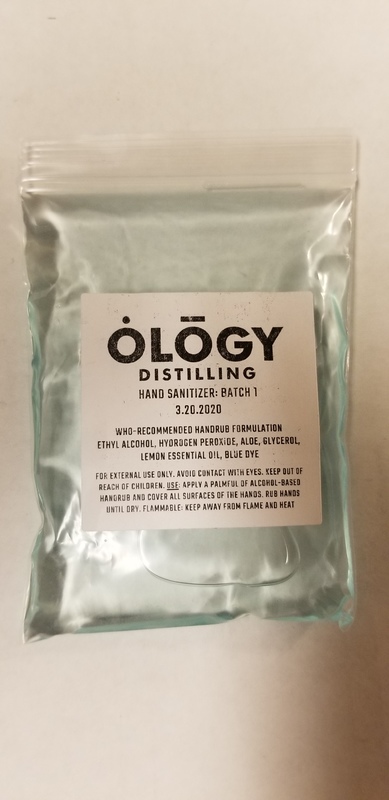 ȮLŌGY
DISTILLING
HAND SANITIZER: BATCH 1
3.20.2020
WHO-RECOMMENDED HANDRUB FORMULATION
ETHYL ALCOHOL, HYDROGEN PEROXIDE, ALOE, GLYCEROL,
LEMON ESSENTIAL OIL, BLUE DYE
FOR EXTERNAL USE ONLY. AVOID CONTACT WITH EYES. KEEP OUT OF
REACH OF CHILDREN. USE: APPLY A PALMFUL OF ALCOHOL-BASED
HANDRUB AND COVER ALL SURFACES OF THE HANDS. RUB HANDS
UNTIL DRY. FLAMMABLE: KEEP AWAY FROM FLAME AND HEAT